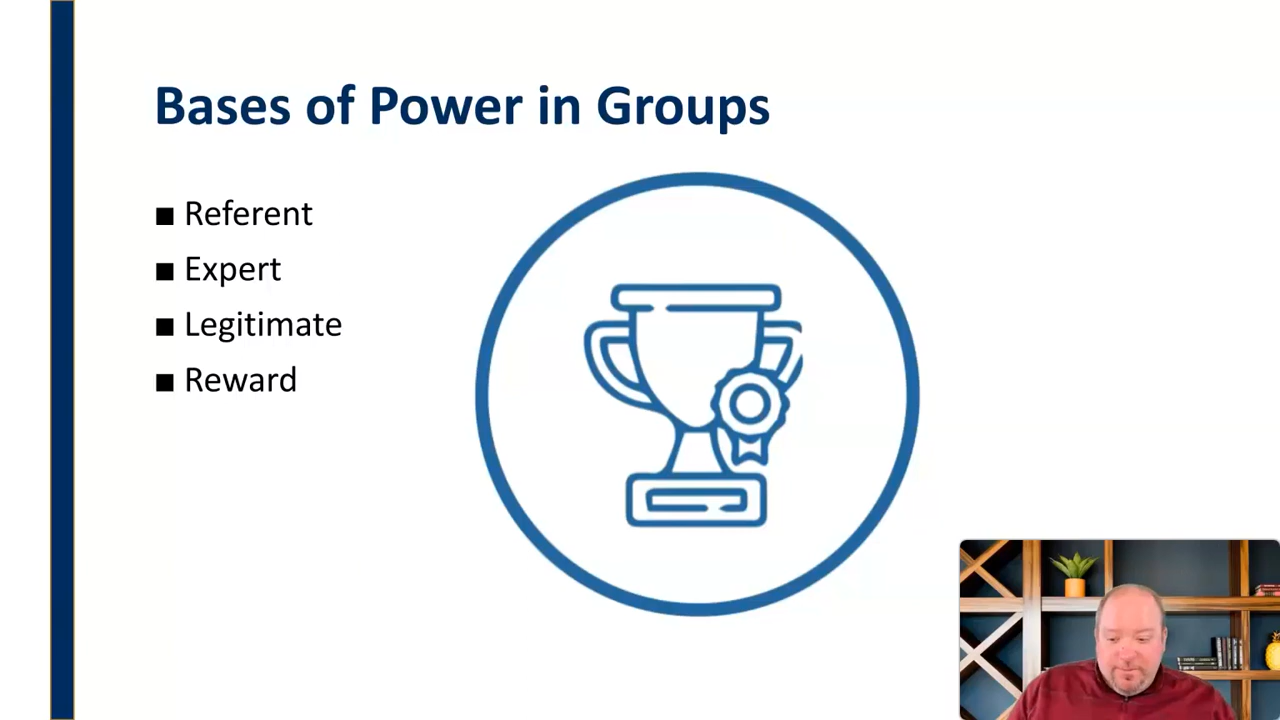 Bases of Power in Groups
■ Referent
■ Expert
■ Legitimate
■ Reward